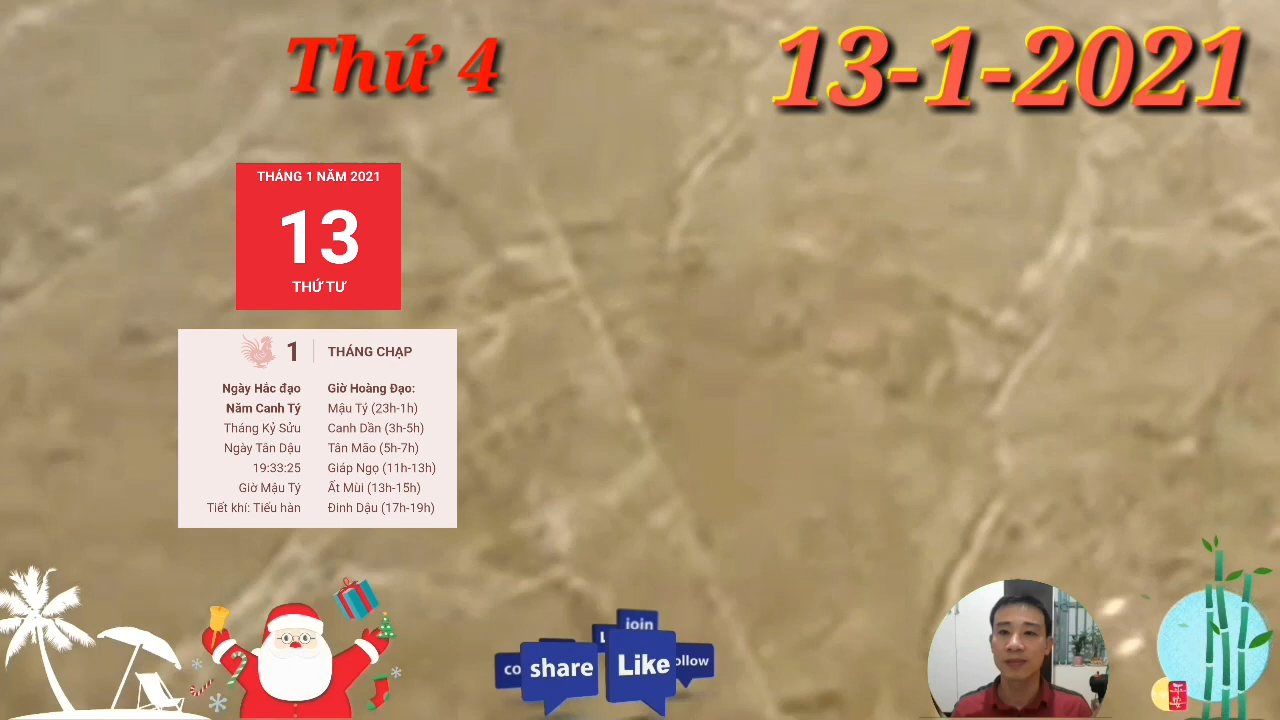 Thứ 4
13-1-2021
THÁNG 1 NĂM 2021
13
THỨ TƯ
1
THÁNG CHẠP
Ngày Hắc đạo
Năm Canh Tý
Tháng Kỷ Sửu
Ngày Tân Dậu
19:33:25
Giờ Mậu Tý
Tiết khí: Tiểu hàn
Giờ Hoàng Đạo:
Mậu Tý (23h-1h)
Canh Dần (3h-5h)
Tân Mão (5h-7h)
Giáp Ngọ (11h-13h)
Ất Mùi (13h-15h)
Đinh Dậu (17h-19h)
join
share
Like